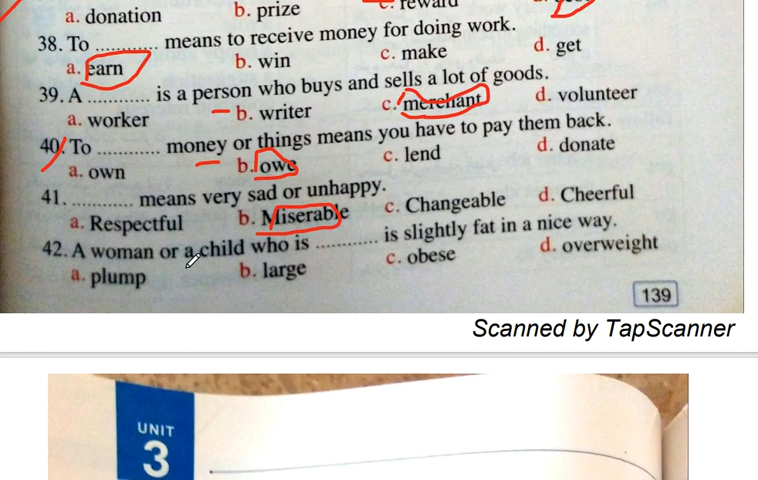 a. donation b. prize c. reward
38. To ............ means to receive money for doing work.
a. earn b. win c. make d. get
39. A ............ is a person who buys and sells a lot of goods.
a. worker b. writer c. merchant d. volunteer
40. To ............ money or things means you have to pay them back.
a. own b. owe c. lend d. donate
41. ............ means very sad or unhappy.
a. Respectful b. Miserable c. Changeable d. Cheerful
42. A woman or a child who is ............ is slightly fat in a nice way.
a. plump b. large c. obese d. overweight
139
Scanned by TapScanner
UNIT
3